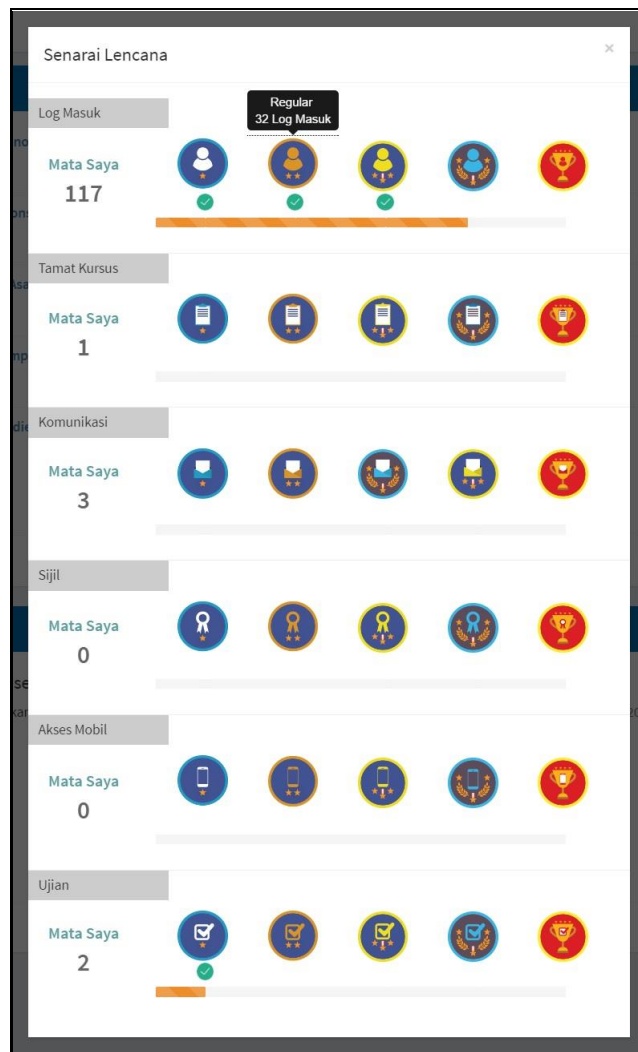 Senarai Lencana
×
Log Masuk
Regular
32 Log Masuk
Mata Saya
117
Tamat Kursus
Mata Saya
1
Komunikasi
Mata Saya
3
Sijil
Mata Saya
0
Akses Mobil
Mata Saya
0
Ujian
Mata Saya
2